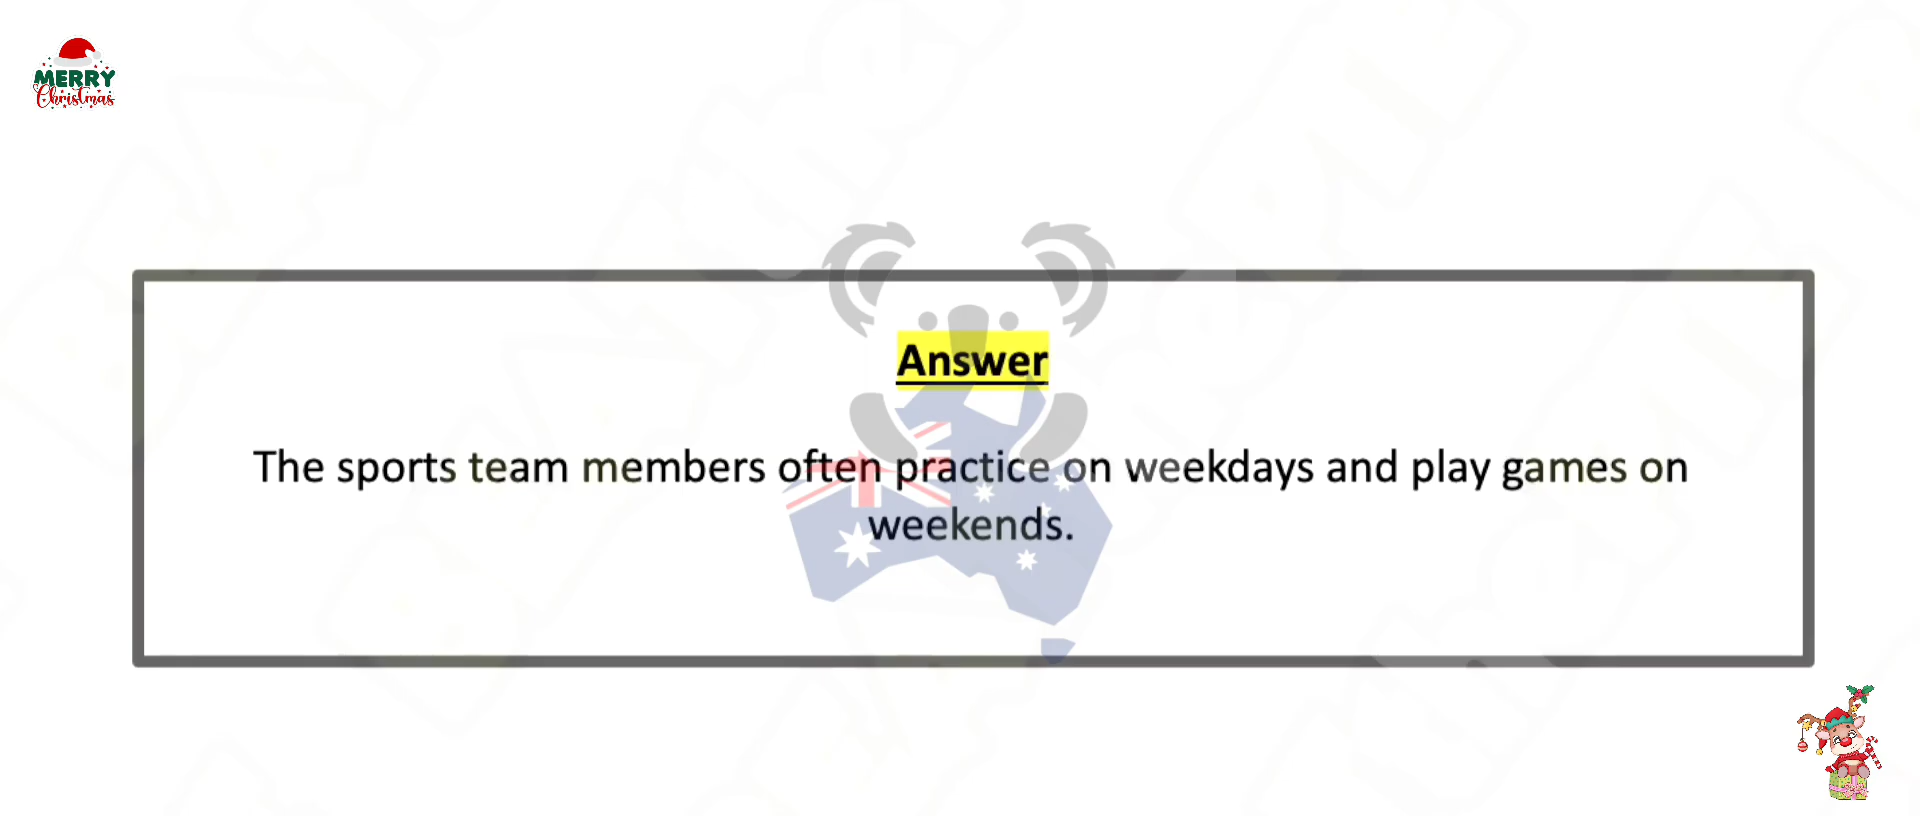 MERRY
Christmas
Answer
The sports team members often practice on weekdays and play games on
weekends.